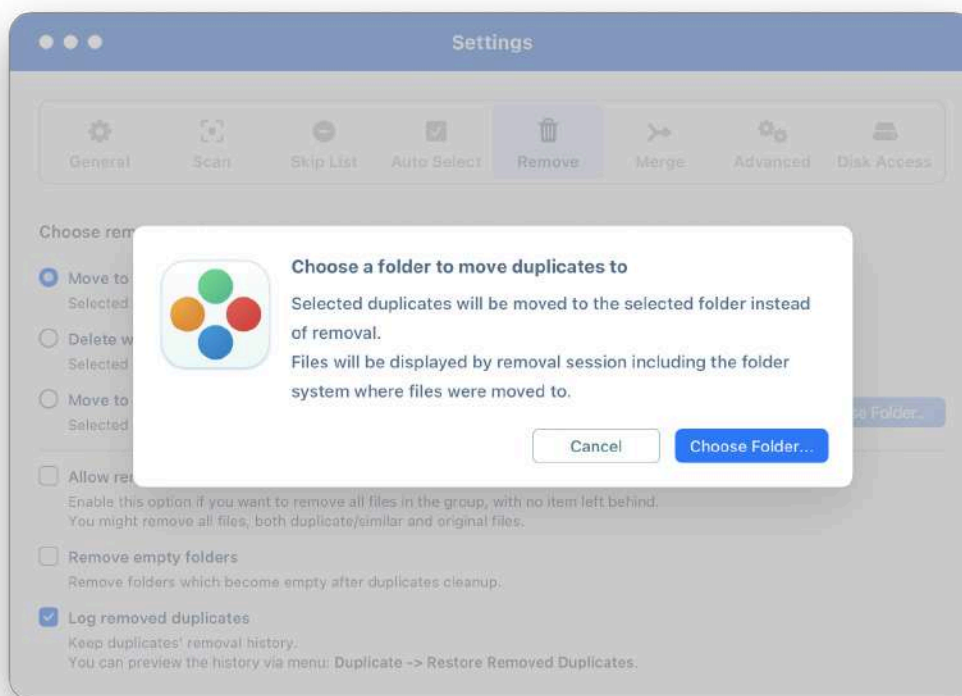 Settings
General
Scan
Skip List
Auto Select
Remove
Merge
Advanced
Disk Access
Choose rem
Choose a folder to move duplicates to
Move to
Selected duplicates will be moved to the selected folder instead
Selected
of removal.
Delete w
Files will be displayed by removal session including the folder
Selected
system where files were moved to.
Move to
se Folder...
Selected
Cancel
Choose Folder...
Allow rem
Enable this option if you want to remove all files in the group, with no item left behind.
You might remove all files, both duplicate/similar and original files.
Remove empty folders
Remove folders which become empty after duplicates cleanup.
Log removed duplicates
Keep duplicates' removal history.
You can preview the history via menu: Duplicate -> Restore Removed Duplicates.